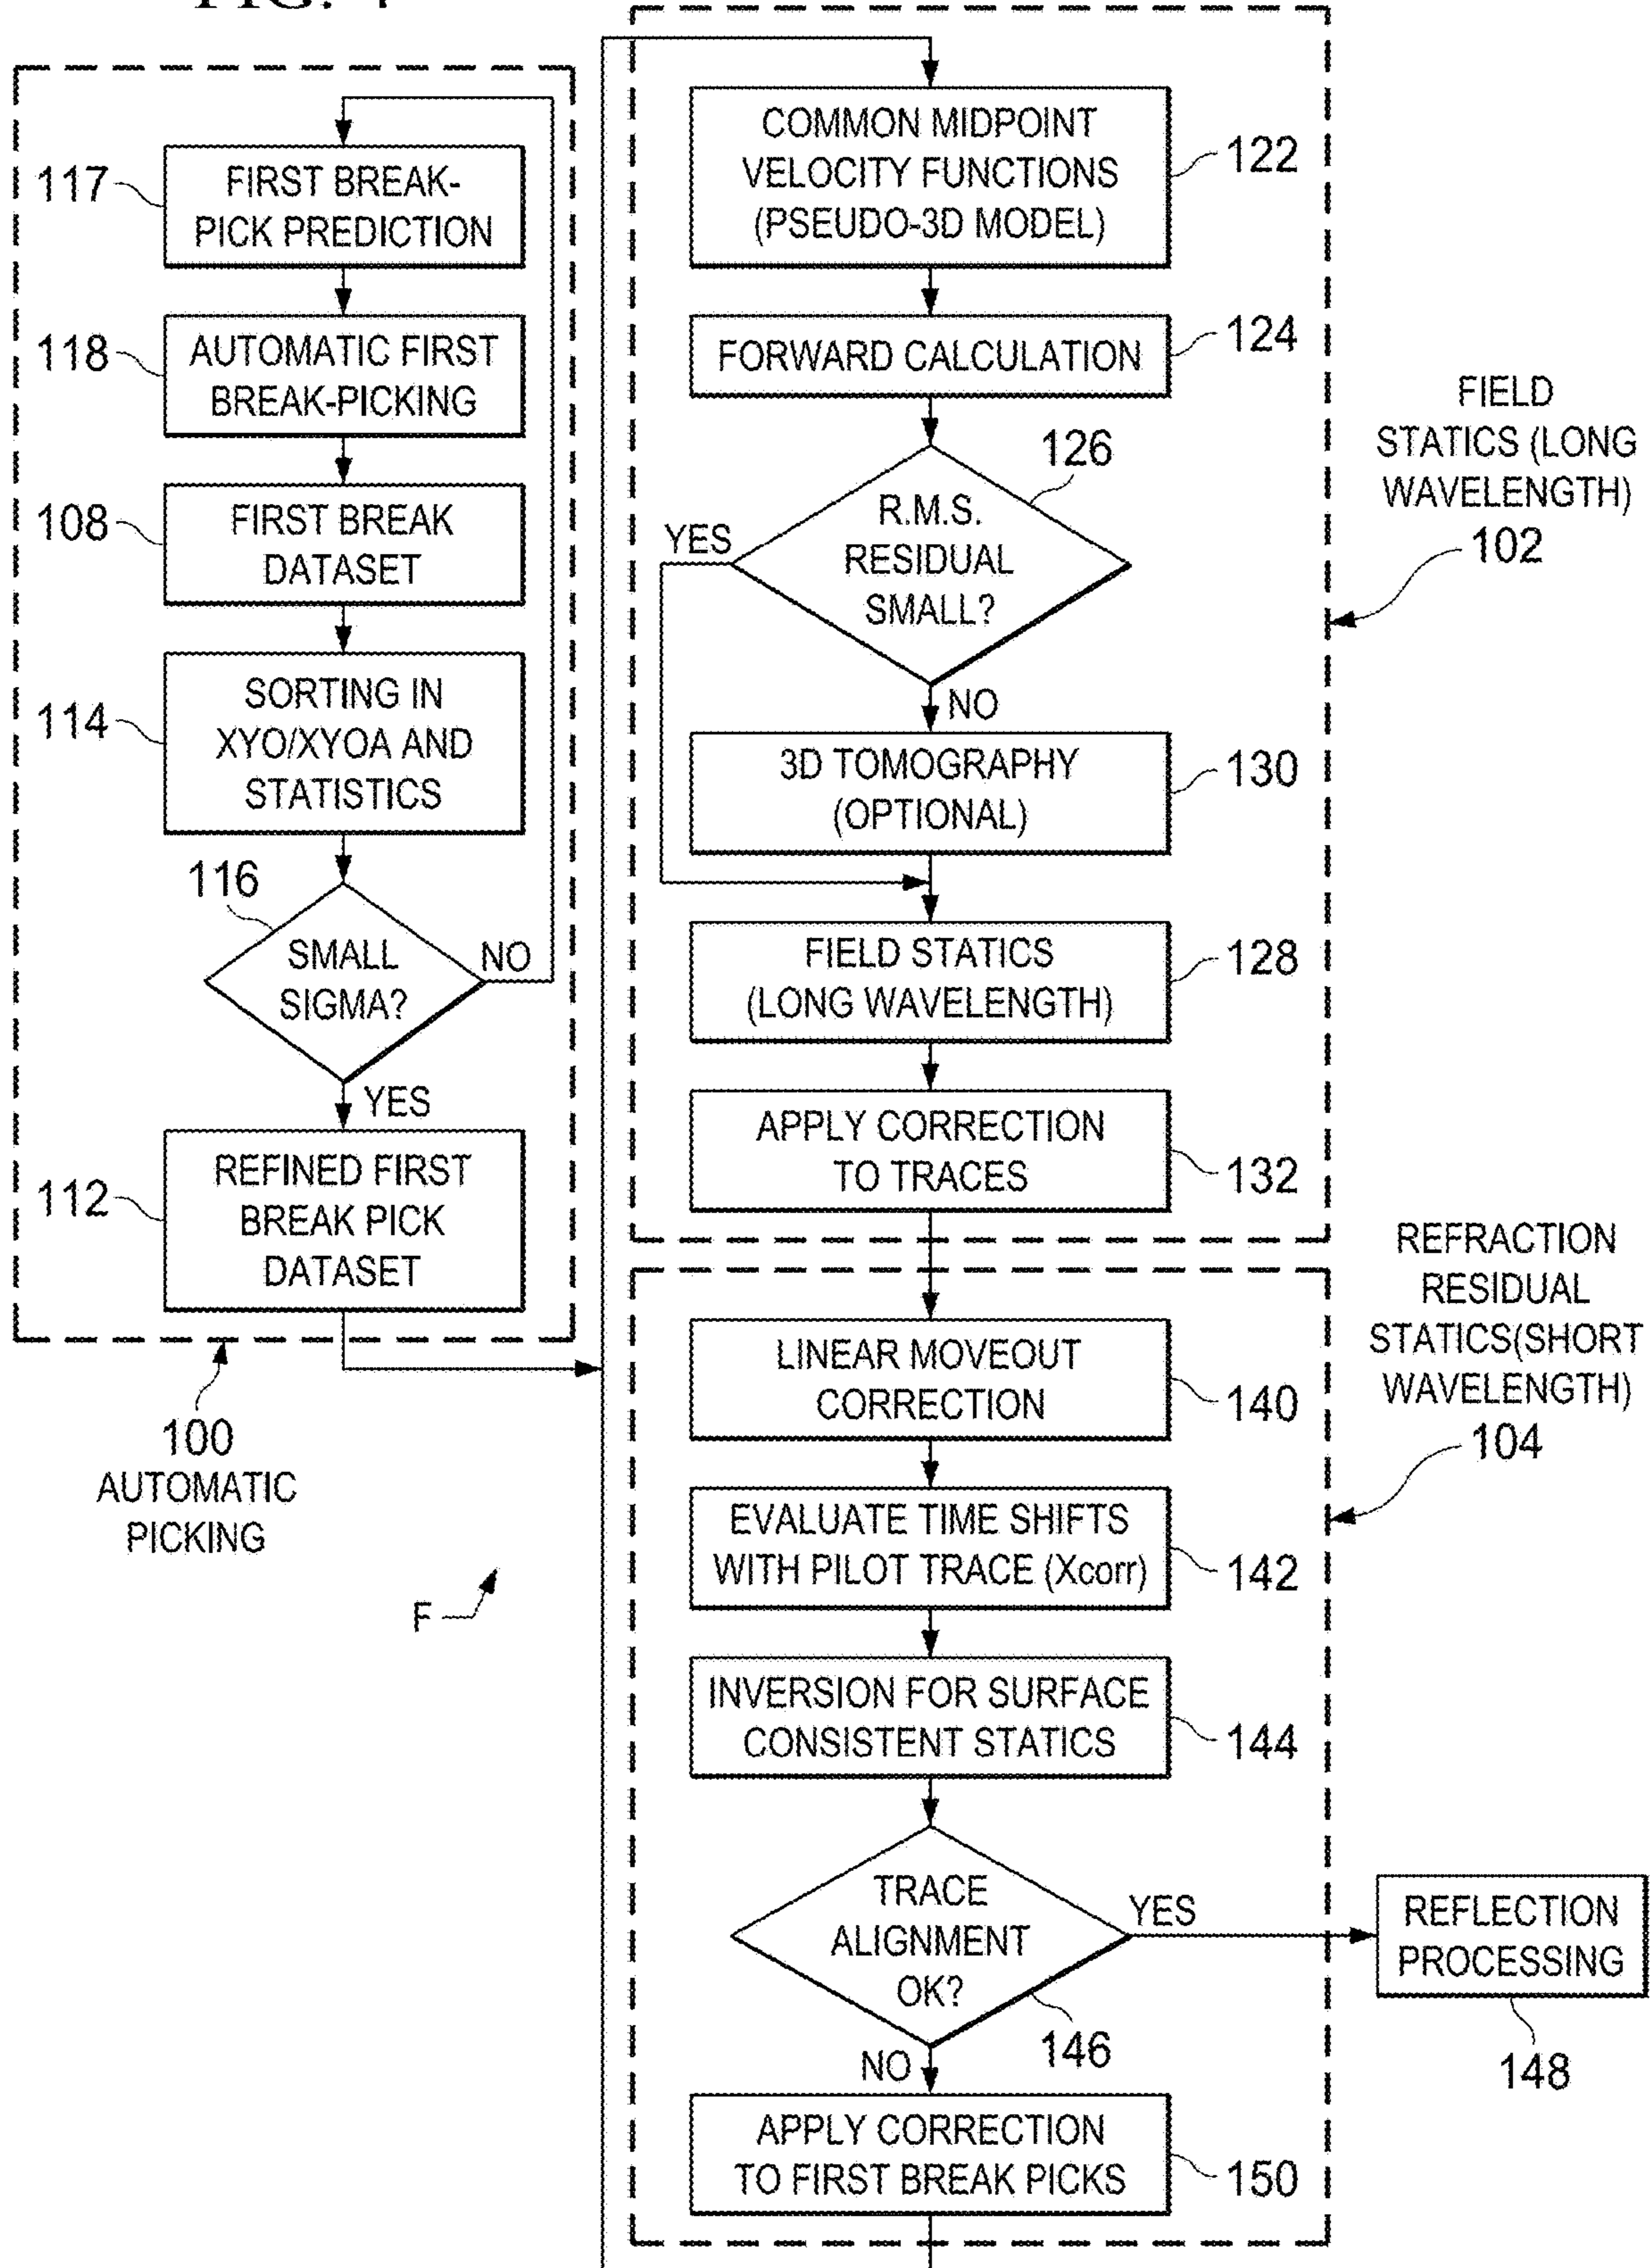 FIG. 4
117
FIRST BREAK-
PICK PREDICTION
118
AUTOMATIC FIRST
BREAK-PICKING
108
FIRST BREAK
DATASET
114
SORTING IN
XYO/XYOA AND
STATISTICS
116
SMALL
SIGMA?
NO
YES
112
REFINED FIRST
BREAK PICK
DATASET
100
AUTOMATIC
PICKING
F
COMMON MIDPOINT
VELOCITY FUNCTIONS
(PSEUDO-3D MODEL)
122
FORWARD CALCULATION
124
126
R.M.S.
RESIDUAL
SMALL?
YES
NO
3D TOMOGRAPHY
(OPTIONAL)
130
FIELD STATICS
(LONG WAVELENGTH)
128
APPLY CORRECTION
TO TRACES
132
FIELD
STATICS (LONG
WAVELENGTH)
102
LINEAR MOVEOUT
CORRECTION
140
EVALUATE TIME SHIFTS
WITH PILOT TRACE (Xcorr)
142
INVERSION FOR SURFACE
CONSISTENT STATICS
144
TRACE
ALIGNMENT
OK?
YES
146
NO
APPLY CORRECTION
TO FIRST BREAK PICKS
150
REFRACTION
RESIDUAL
STATICS(SHORT
WAVELENGTH)
104
REFLECTION
PROCESSING
148